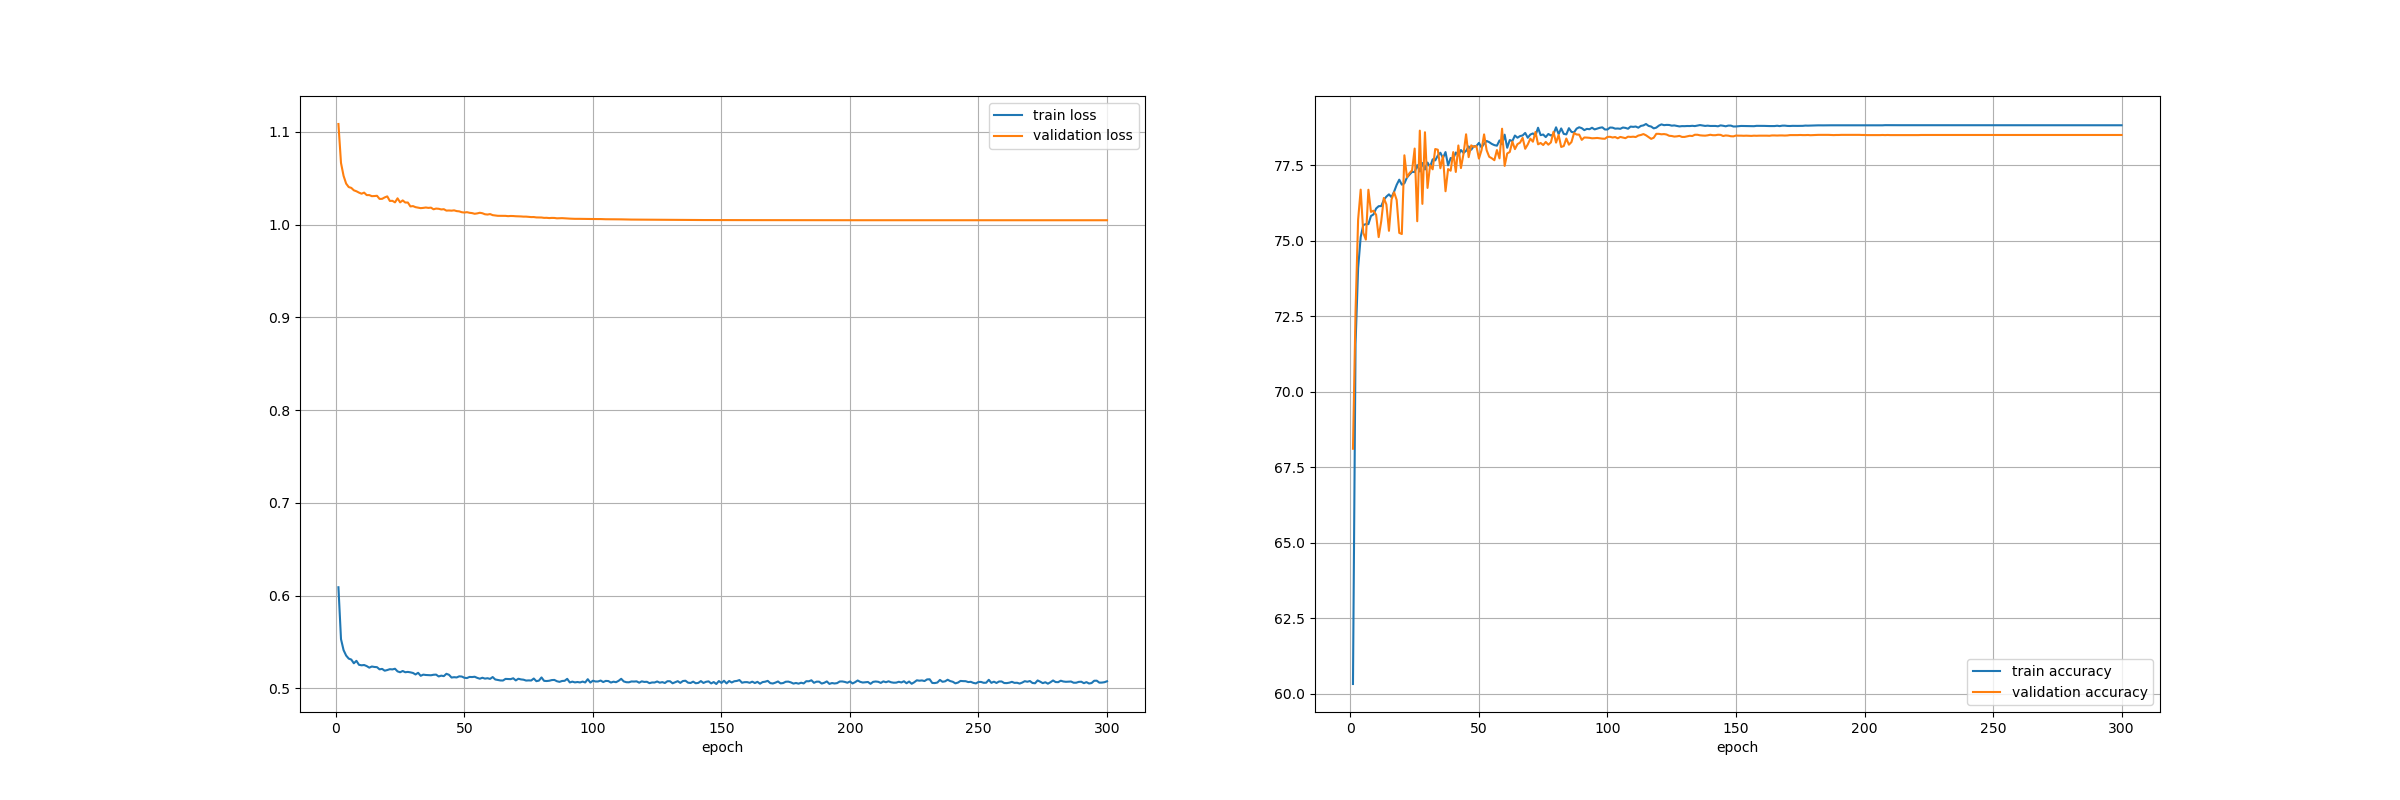 train loss
validation loss
1.1
1.0
0.9
0.8
0.7
0.6
0.5
0 50 100 150 200 250 300
epoch
77.5
75.0
72.5
70.0
67.5
65.0
62.5
60.0
train accuracy
validation accuracy
0 50 100 150 200 250 300
epoch